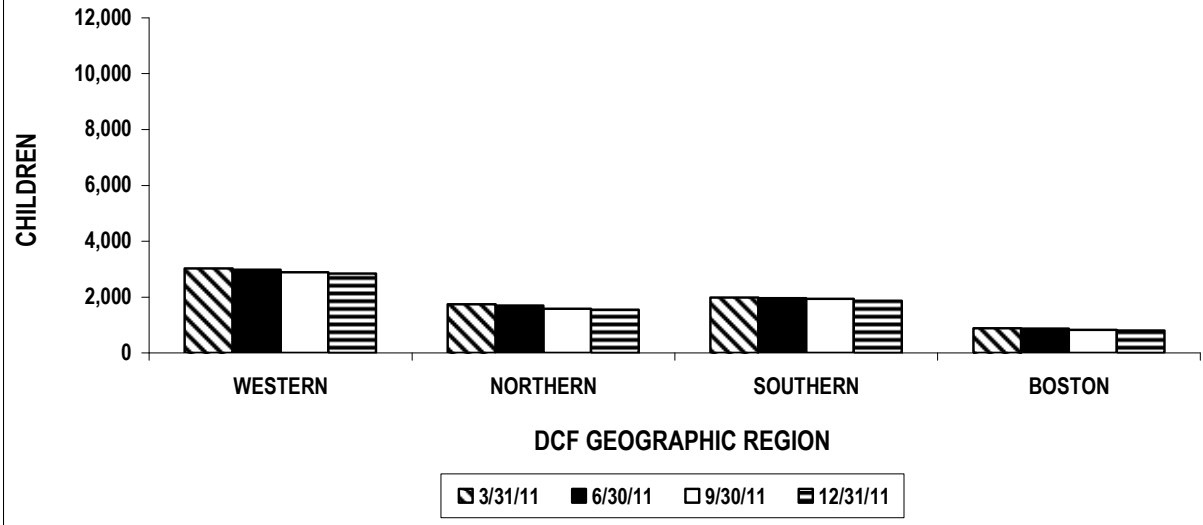 12,000
10,000
8,000
6,000
4,000
2,000
0
CHILDREN
WESTERN NORTHERN SOUTHERN BOSTON
DCF GEOGRAPHIC REGION
3/31/11 6/30/11 9/30/11 12/31/11